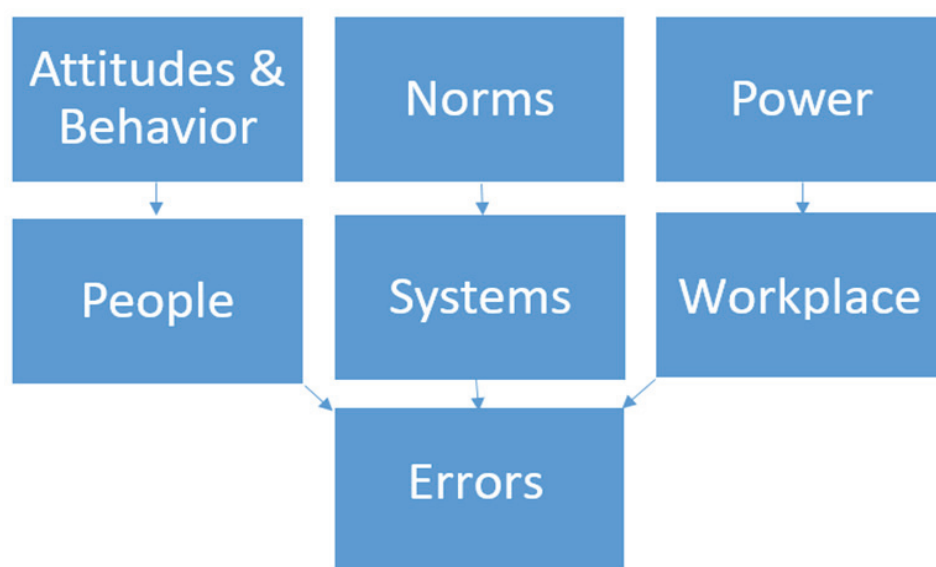 Attitudes &
Behavior
Norms
Power
People
Systems
Workplace
Errors